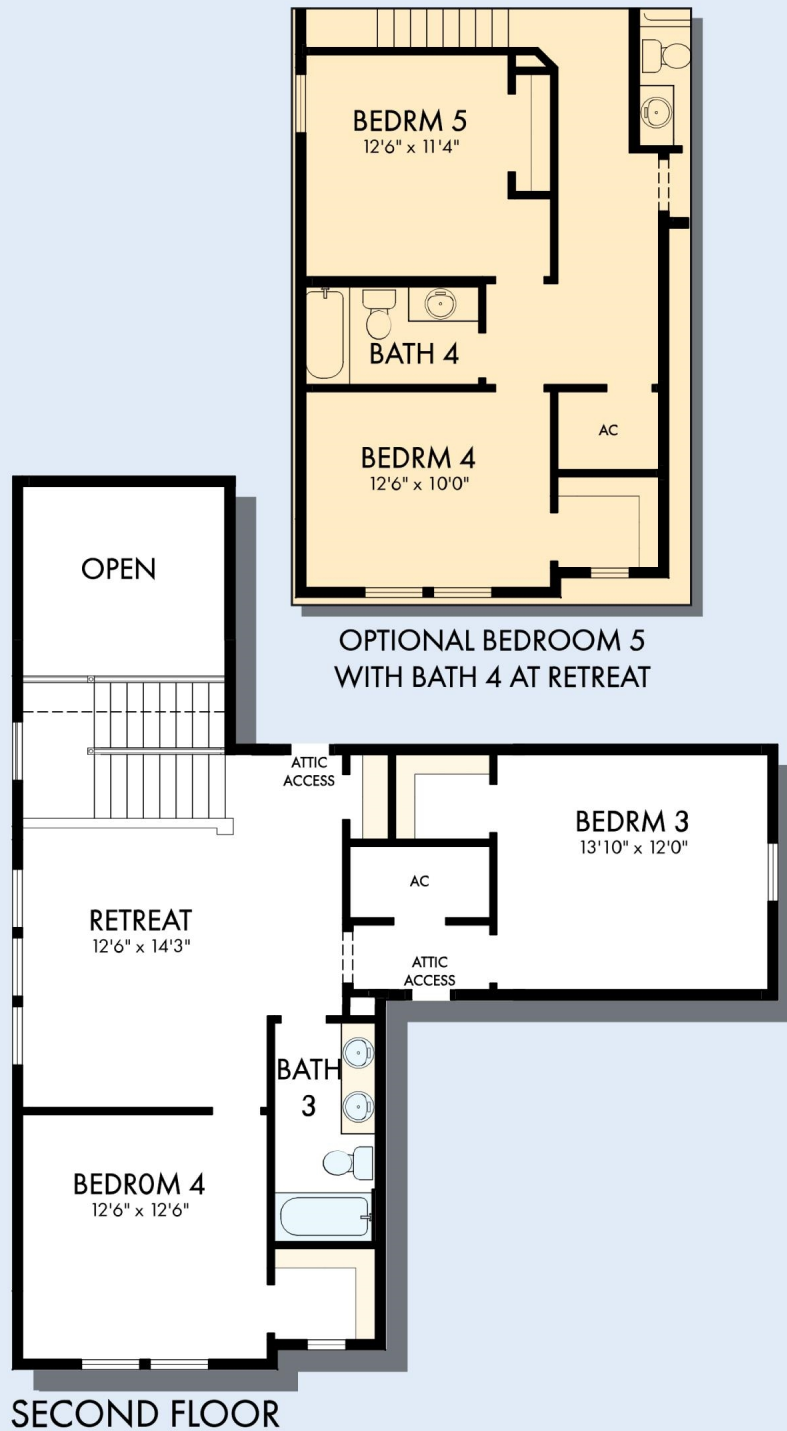 BEDRM 5
12'6" x 11'4"
BATH 4
BEDRM 4
12'6" x 10'0"
AC
OPTIONAL BEDROOM 5
WITH BATH 4 AT RETREAT
OPEN
ATTIC
ACCESS
BEDRM 3
13'10" x 12'0"
AC
RETREAT
12'6" x 14'3"
ATTIC
ACCESS
BATH
3
BEDR0M 4
12'6" x 12'6"
SECOND FLOOR